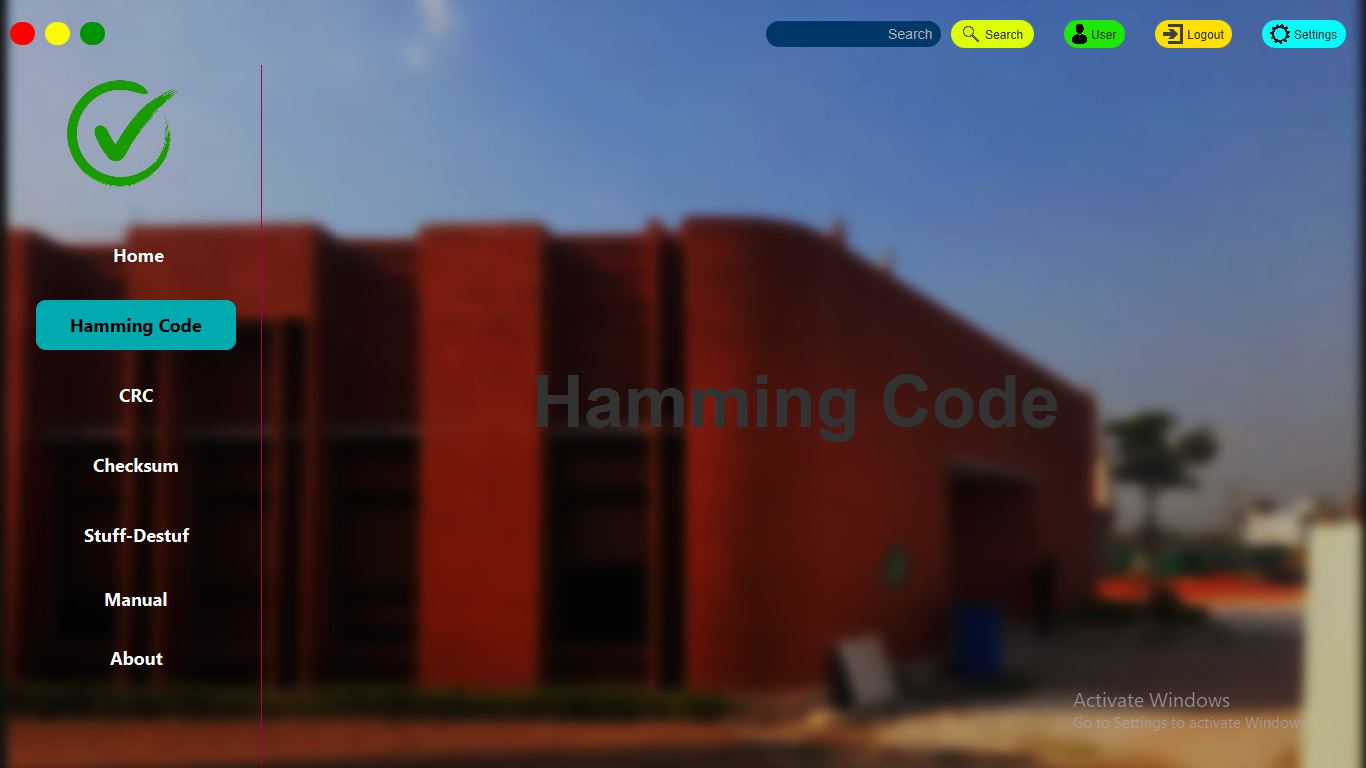 Search
Search
User
Logout
Settings
Home
Hamming Code
CRC
Checksum
Stuff-Destuf
Manual
About
Hamming Code
Activate Windows
Go to Settings to activate Windows